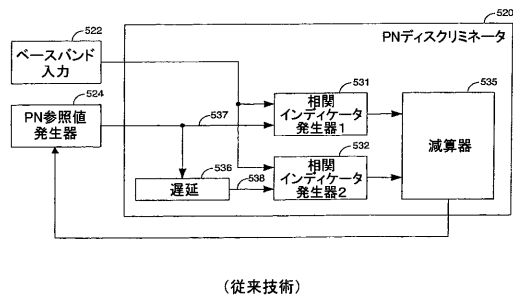 520
PNディスクリミネータ
522
ベースバンド
入力
524
PN参照値
発生器
537
531
相関
インディケータ
発生器1
535
減算器
532
相関
インディケータ
発生器2
536
遅延
538
(従来技術)